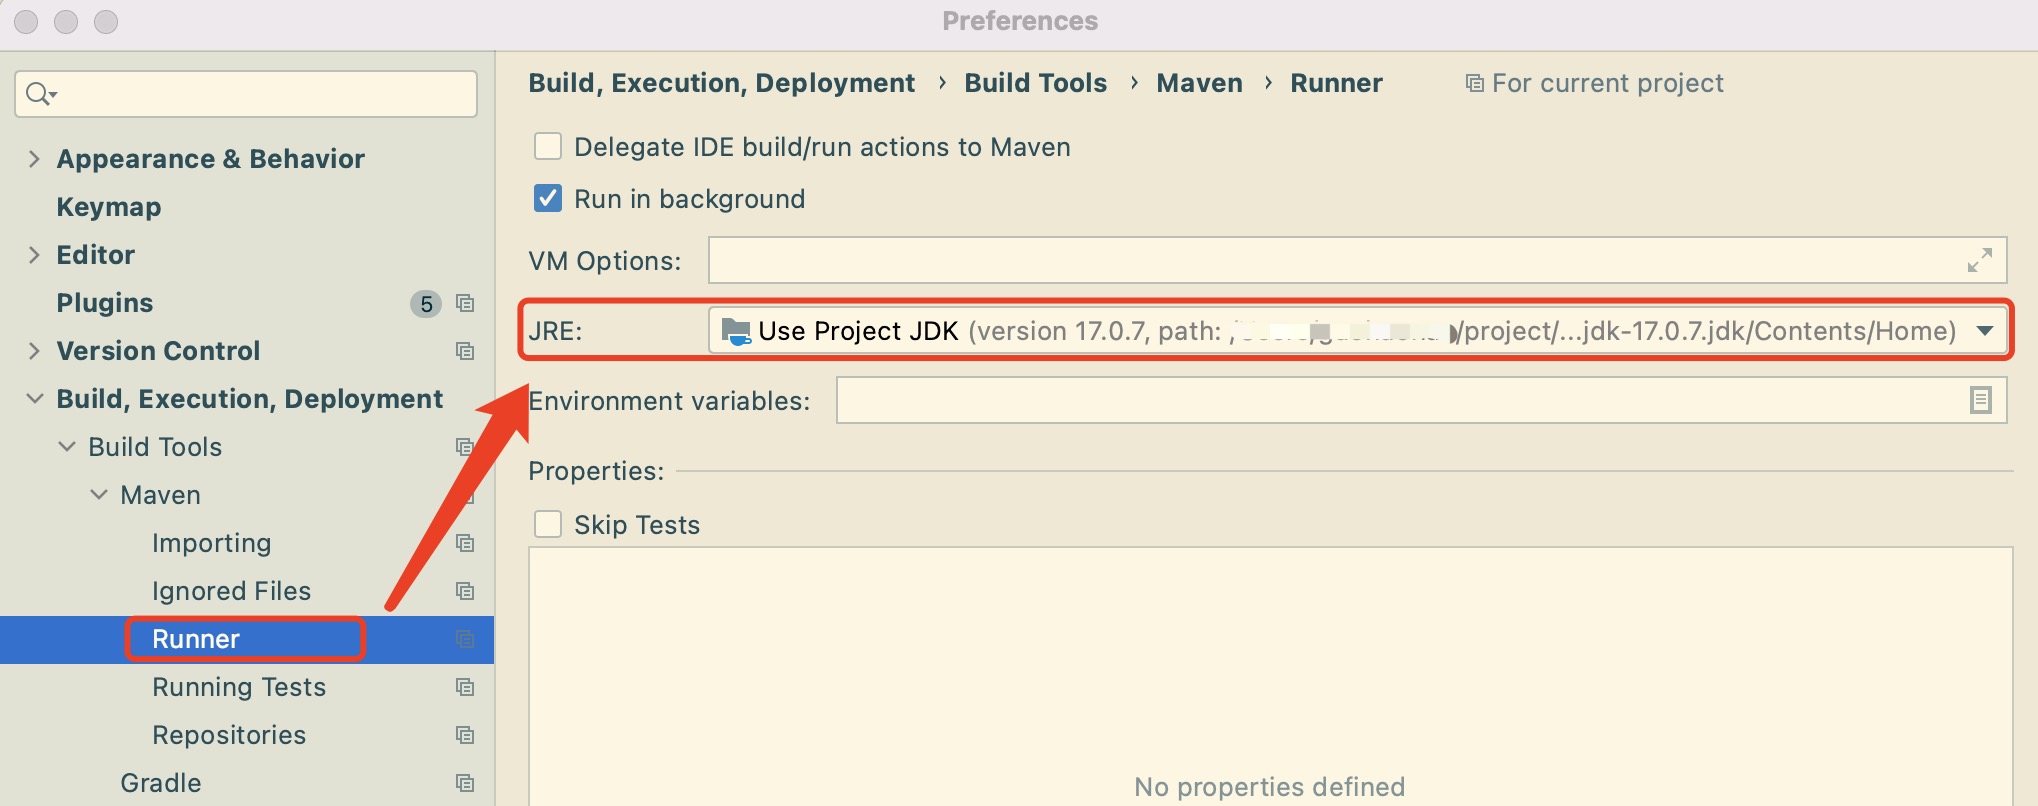 Preferences
Build, Execution, Deployment › Build Tools › Maven › Runner For current project
Appearance & Behavior
Keymap
Editor
Plugins 5
Version Control
Build, Execution, Deployment
Build Tools
Maven
Importing
Ignored Files
Runner
Running Tests
Repositories
Gradle
Delegate IDE build/run actions to Maven
Run in background
VM Options:
JRE: Use Project JDK (version 17.0.7, path: /project/...jdk-17.0.7.jdk/Contents/Home)
Environment variables:
Properties:
Skip Tests
No properties defined